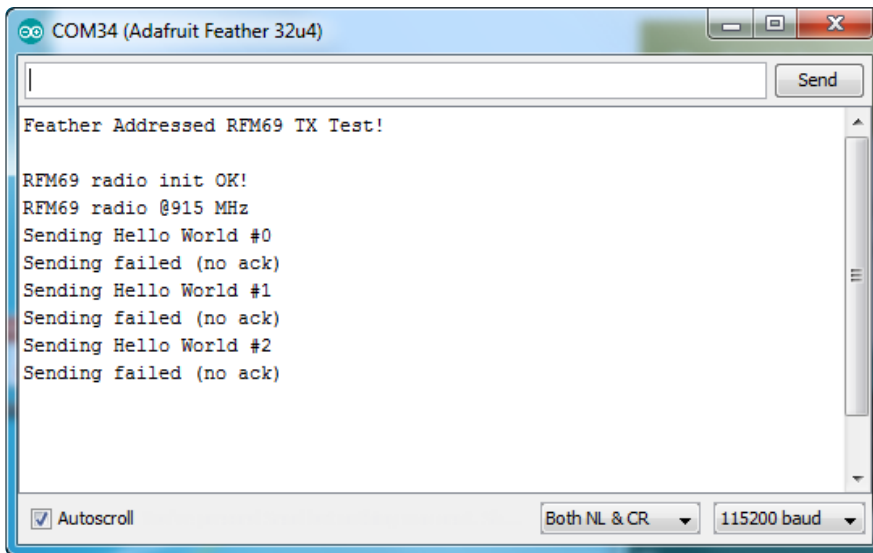 COM34 (Adafruit Feather 32u4)
Send
Feather Addressed RFM69 TX Test!
RFM69 radio init OK!
RFM69 radio @915 MHz
Sending Hello World #0
Sending failed (no ack)
Sending Hello World #1
Sending failed (no ack)
Sending Hello World #2
Sending failed (no ack)
Autoscroll Both NL & CR 115200 baud